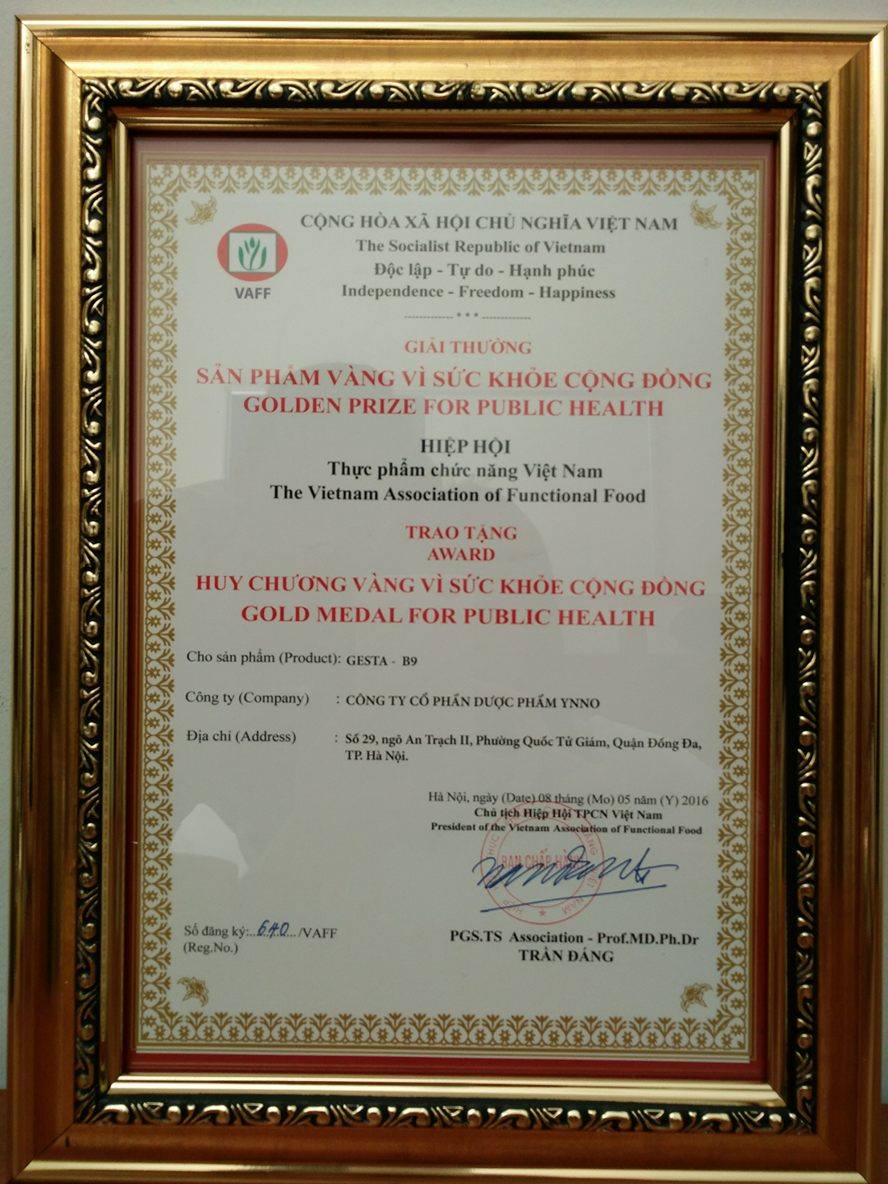 CỘNG HÒA XÃ HỘI CHỦ NGHĨA VIỆT NAM
The Socialist Republic of Vietnam
Độc lập - Tự do - Hạnh phúc
Independence - Freedom - Happiness
VAFF
------------- * * * -------------
GIẢI THƯỞNG
SẢN PHẨM VÀNG VÌ SỨC KHỎE CỘNG ĐỒNG
GOLDEN PRIZE FOR PUBLIC HEALTH
HIỆP HỘI
Thực phẩm chức năng Việt Nam
The Vietnam Association of Functional Food
TRAO TẶNG
AWARD
HUY CHƯƠNG VÀNG VÌ SỨC KHỎE CỘNG ĐỒNG
GOLD MEDAL FOR PUBLIC HEALTH
Cho sản phẩm (Product): GESTA - B9
Công ty (Company) : CÔNG TY CỔ PHẦN DƯỢC PHẨM YNNO
Địa chỉ (Address) : Số 29, ngõ An Trạch II, Phường Quốc Tử Giám, Quận Đống Đa,
TP. Hà Nội.
Hà Nội, ngày (Date) 08 tháng (Mo) 05 năm (Y) 2016
Chủ tịch Hiệp Hội TPCN Việt Nam
President of the Vietnam Association of Functional Food
BAN CHẤP HÀNH
Số đăng ký:...640.../VAFF
(Reg.No.)
PGS.TS Association - Prof.MD.Ph.Dr
TRẦN ĐÁNG